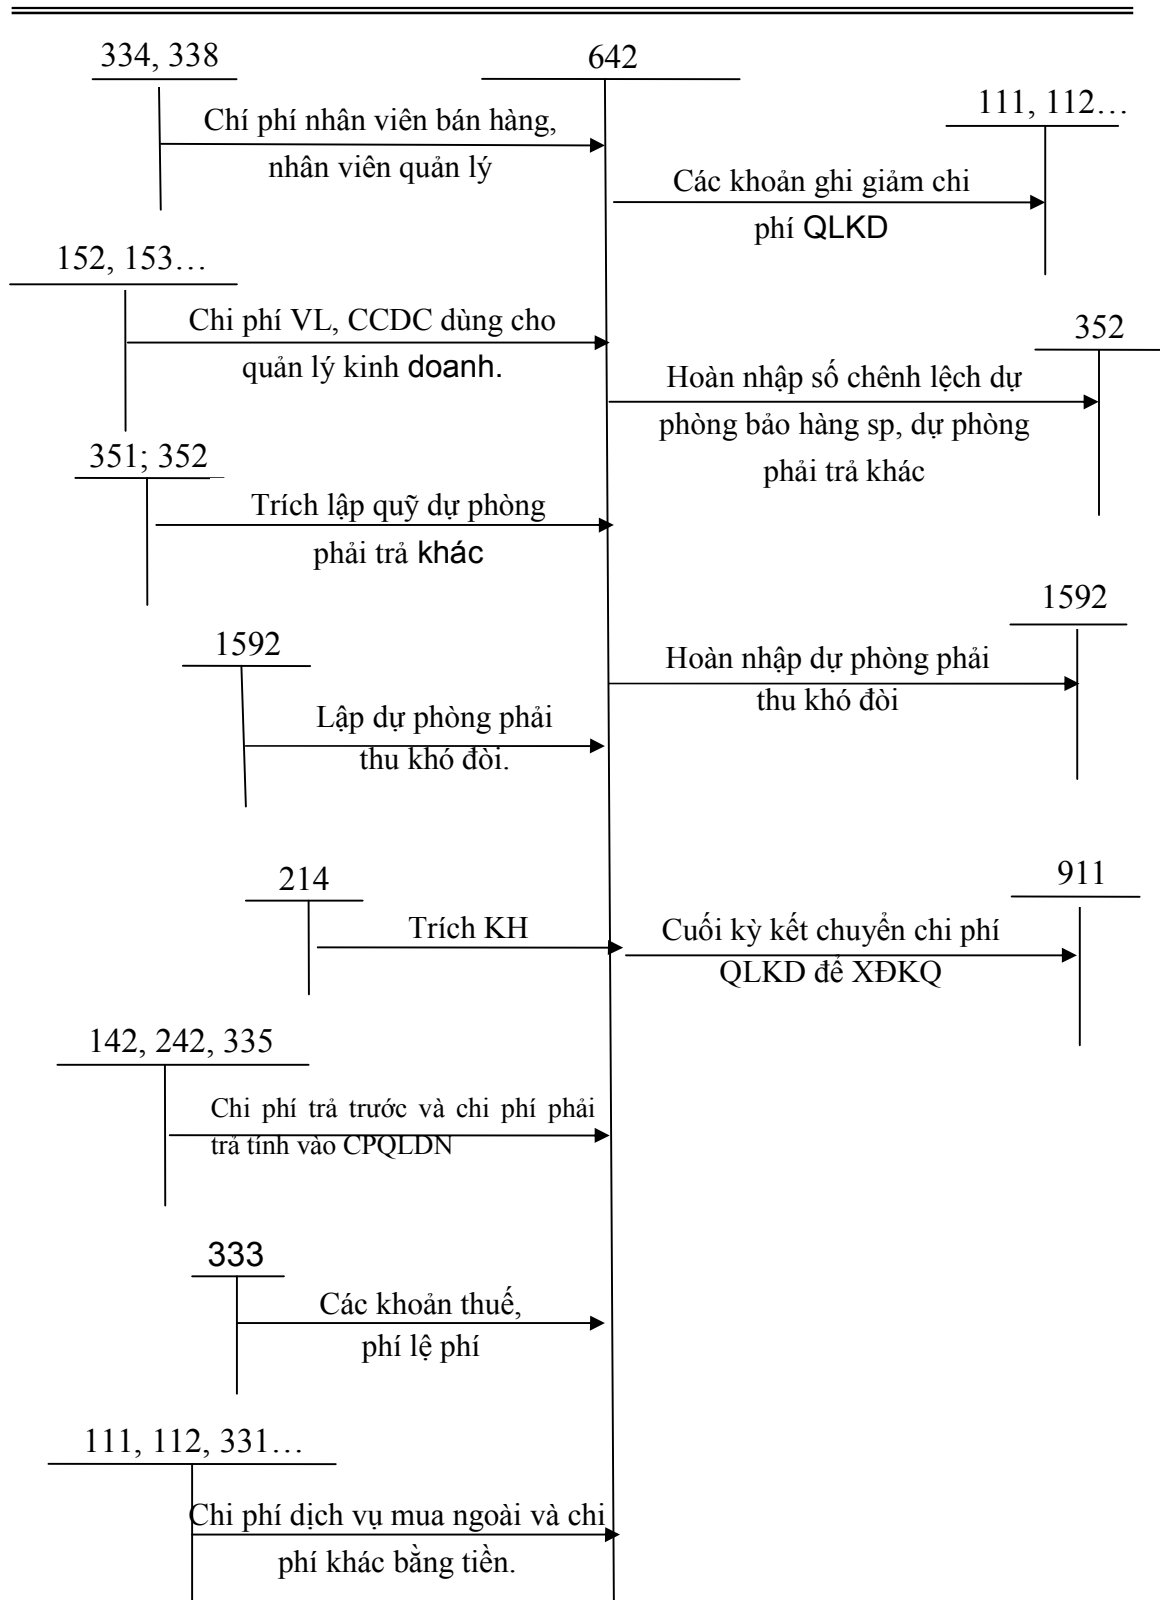 334, 338
642
111, 112…
Chí phí nhân viên bán hàng,
nhân viên quản lý
Các khoản ghi giảm chi
phí QLKD
152, 153…
Chi phí VL, CCDC dùng cho
quản lý kinh doanh.
352
Hoàn nhập số chênh lệch dự
phòng bảo hàng sp, dự phòng
phải trả khác
351; 352
Trích lập quỹ dự phòng
phải trả khác
1592
1592
Hoàn nhập dự phòng phải
thu khó đòi
Lập dự phòng phải
thu khó đòi.
214
911
Trích KH
Cuối kỳ kết chuyển chi phí
QLKD để XĐKQ
142, 242, 335
Chi phí trả trước và chi phí phải
trả tính vào CPQLDN
333
Các khoản thuế,
phí lệ phí
111, 112, 331…
Chi phí dịch vụ mua ngoài và chi
phí khác bằng tiền.